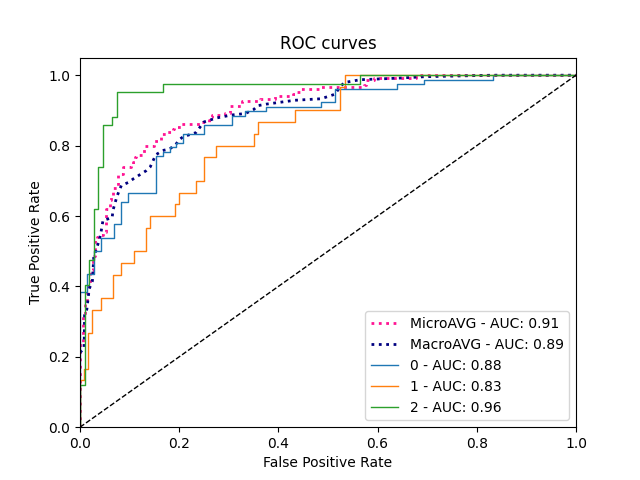 ROC curves
True Positive Rate
1.0
0.8
0.6
0.4
0.2
0.0
MicroAVG - AUC: 0.91
MacroAVG - AUC: 0.89
0 - AUC: 0.88
1 - AUC: 0.83
2 - AUC: 0.96
0.0 0.2 0.4 0.6 0.8 1.0
False Positive Rate